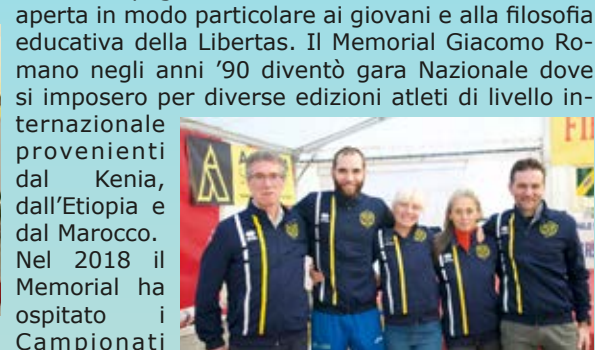 aperta in modo particolare ai giovani e alla filosofia
educativa della Libertas. Il Memorial Giacomo Ro-
mano negli anni ’90 diventò gara Nazionale dove
si imposero per diverse edizioni atleti di livello in-
ternazionale
provenienti
dal Kenia,
dall’Etiopia e
dal Marocco.
Nel 2018 il
Memorial ha
ospitato i
Campionati